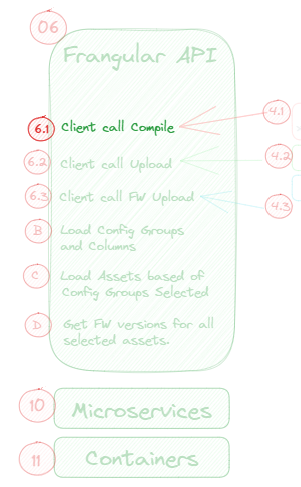 06
Frangular API
6.1 Client call Compile
4.1
6.2 Client call Upload
4.2
6.3 Client call FW Upload
4.3
B Load Config Groups
and Columns
C Load Assets based of
Config Groups Selected
D Get FW versions for all
selected assets.
10 Microservices
11 Containers